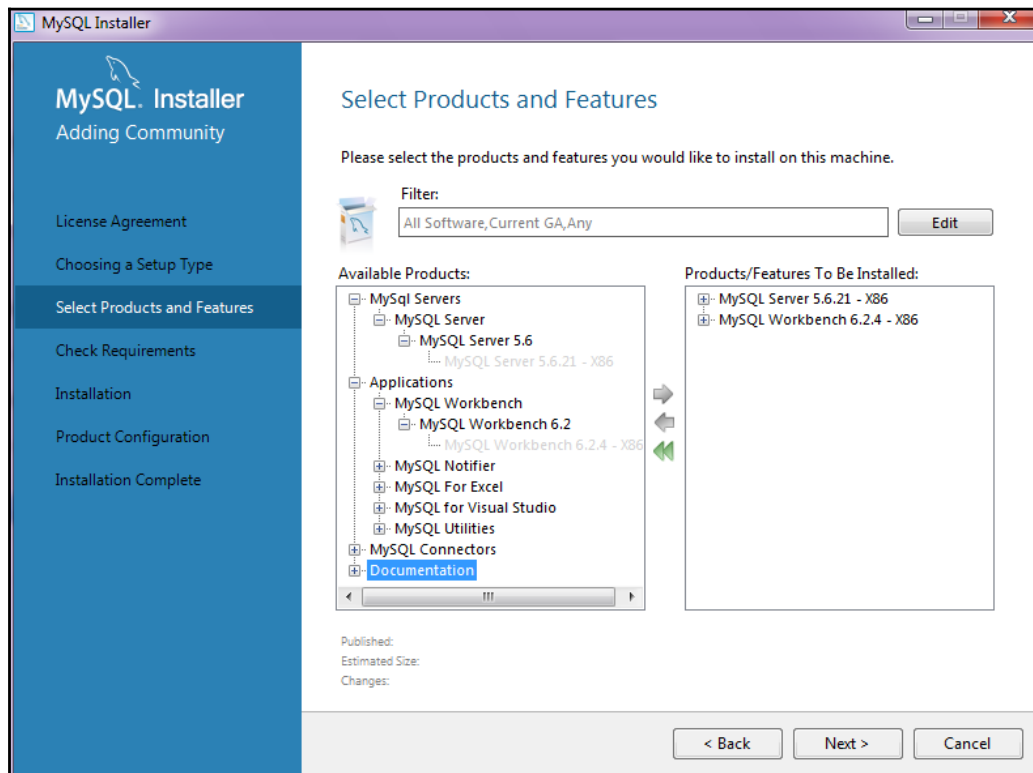 MySQL Installer
MySQL. Installer
Adding Community
License Agreement
Choosing a Setup Type
Select Products and Features
Check Requirements
Installation
Product Configuration
Installation Complete
Select Products and Features
Please select the products and features you would like to install on this machine.
Filter:
All Software,Current GA,Any
Edit
Available Products:
MySql Servers
MySQL Server
MySQL Server 5.6
MySQL Server 5.6.21 - X86
Applications
MySQL Workbench
MySQL Workbench 6.2
MySQL Workbench 6.2.4 - X86
MySQL Notifier
MySQL For Excel
MySQL for Visual Studio
MySQL Utilities
MySQL Connectors
Documentation
Products/Features To Be Installed:
MySQL Server 5.6.21 - X86
MySQL Workbench 6.2.4 - X86
Published:
Estimated Size:
Changes:
< Back
Next >
Cancel